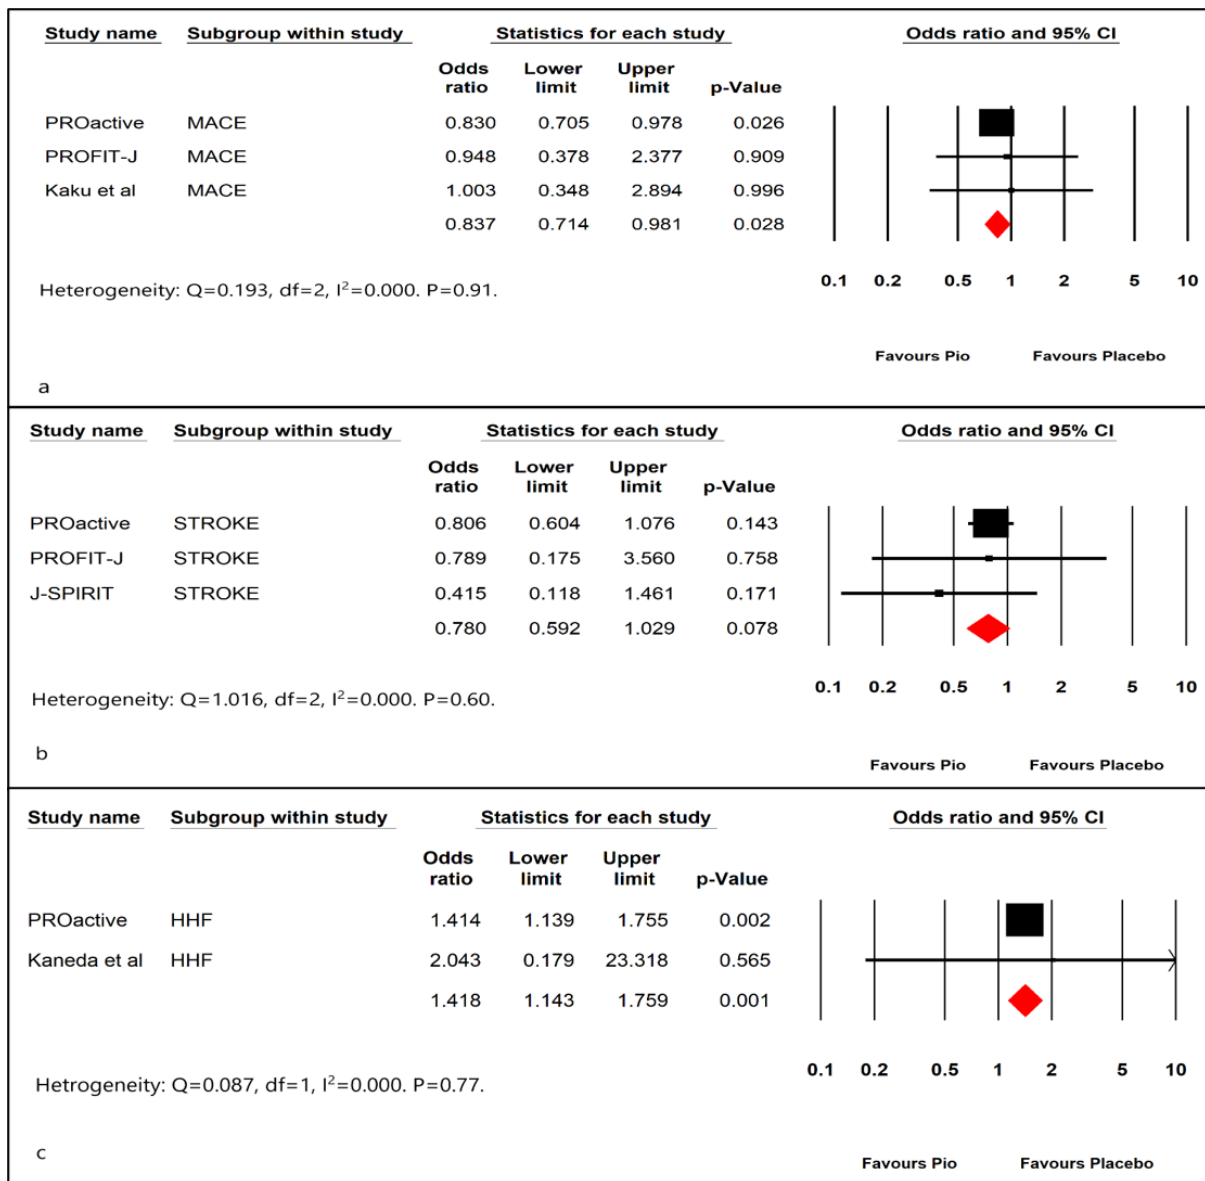 Study name Subgroup within study Statistics for each study Odds ratio and 95% CI
Odds ratio Lower limit Upper limit p-Value
PROactive MACE 0.830 0.705 0.978 0.026
PROFIT-J MACE 0.948 0.378 2.377 0.909
Kaku et al MACE 1.003 0.348 2.894 0.996
0.837 0.714 0.981 0.028
0.1 0.2 0.5 1 2 5 10
Heterogeneity: Q=0.193, df=2, I²=0.000. P=0.91.
Favours Pio Favours Placebo
a
Study name Subgroup within study Statistics for each study Odds ratio and 95% CI
Odds ratio Lower limit Upper limit p-Value
PROactive STROKE 0.806 0.604 1.076 0.143
PROFIT-J STROKE 0.789 0.175 3.560 0.758
J-SPIRIT STROKE 0.415 0.118 1.461 0.171
0.780 0.592 1.029 0.078
0.1 0.2 0.5 1 2 5 10
Heterogeneity: Q=1.016, df=2, I²=0.000. P=0.60.
b
Favours Pio Favours Placebo
Study name Subgroup within study Statistics for each study Odds ratio and 95% CI
Odds ratio Lower limit Upper limit p-Value
PROactive HHF 1.414 1.139 1.755 0.002
Kaneda et al HHF 2.043 0.179 23.318 0.565
1.418 1.143 1.759 0.001
0.1 0.2 0.5 1 2 5 10
Hetrogeneity: Q=0.087, df=1, I²=0.000. P=0.77.
c
Favours Pio Favours Placebo